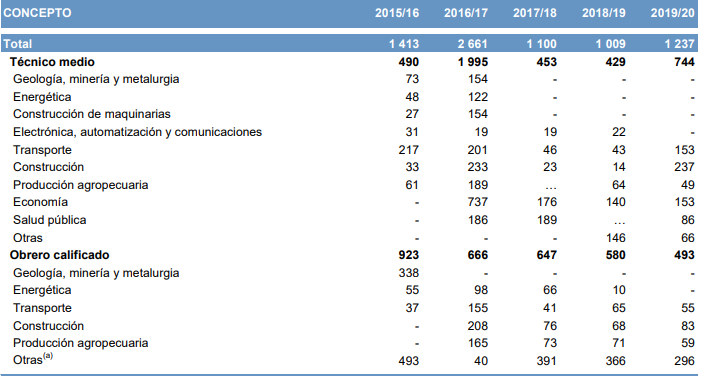 CONCEPTO 2015/16 2016/17 2017/18 2018/19 2019/20
Total 1 413 2 661 1 100 1 009 1 237
Técnico medio 490 1 995 453 429 744
Geología, minería y metalurgia 73 154 - - -
Energética 48 122 - - -
Construcción de maquinarias 27 154 - - -
Electrónica, automatización y comunicaciones 31 19 19 22 -
Transporte 217 201 46 43 153
Construcción 33 233 23 14 237
Producción agropecuaria 61 189 ... 64 49
Economía - 737 176 140 153
Salud pública - 186 189 ... 86
Otras - - - 146 66
Obrero calificado 923 666 647 580 493
Geología, minería y metalurgia 338 - - - -
Energética 55 98 66 10 -
Transporte 37 155 41 65 55
Construcción - 208 76 68 83
Producción agropecuaria - 165 73 71 59
Otras(a) 493 40 391 366 296